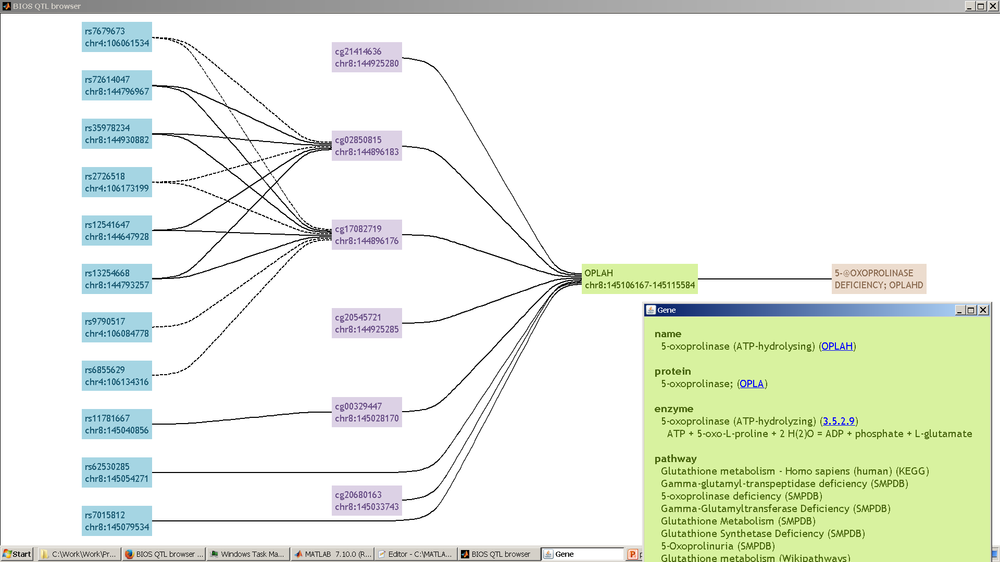 BIOS QTL browser
rs7679673
chr4:106061534
rs72614047
chr8:144796967
rs35978234
chr8:144930882
rs2726518
chr4:106173199
rs12541647
chr8:144647928
rs13254668
chr8:144793257
rs9790517
chr4:106084778
rs6855629
chr4:106134316
rs11781667
chr8:145040856
rs62530285
chr8:145054271
rs7015812
chr8:145079534
cg21414636
chr8:144925280
cg02850815
chr8:144896183
cg17082719
chr8:144896176
cg20545721
chr8:144925285
cg00329447
chr8:145028170
cg20680163
chr8:145033743
OPLAH
chr8:145106167-145115584
5-@OXOPROLINASE
DEFICIENCY; OPLAHD
Gene
name
5-oxoprolinase (ATP-hydrolysing) (OPLAH)
protein
5-oxoprolinase; (OPLA)
enzyme
5-oxoprolinase (ATP-hydrolyzing) (3.5.2.9)
ATP + 5-oxo-L-proline + 2 H(2)O = ADP + phosphate + L-glutamate
pathway
Glutathione metabolism - Homo sapiens (human) (KEGG)
Gamma-glutamyl-transpeptidase deficiency (SMPDB)
5-oxoprolinase deficiency (SMPDB)
Gamma-Glutamyltransferase Deficiency (SMPDB)
Glutathione Metabolism (SMPDB)
Glutathione Synthetase Deficiency (SMPDB)
5-Oxoprolinuria (SMPDB)
Glutathione metabolism (Wikipathways)
Start
C:\Work\Work\Pr...
BIOS QTL browser ...
Windows Task Ma...
MATLAB 7.10.0 (R...
Editor - C:\MATLA...
BIOS QTL browser
Gene